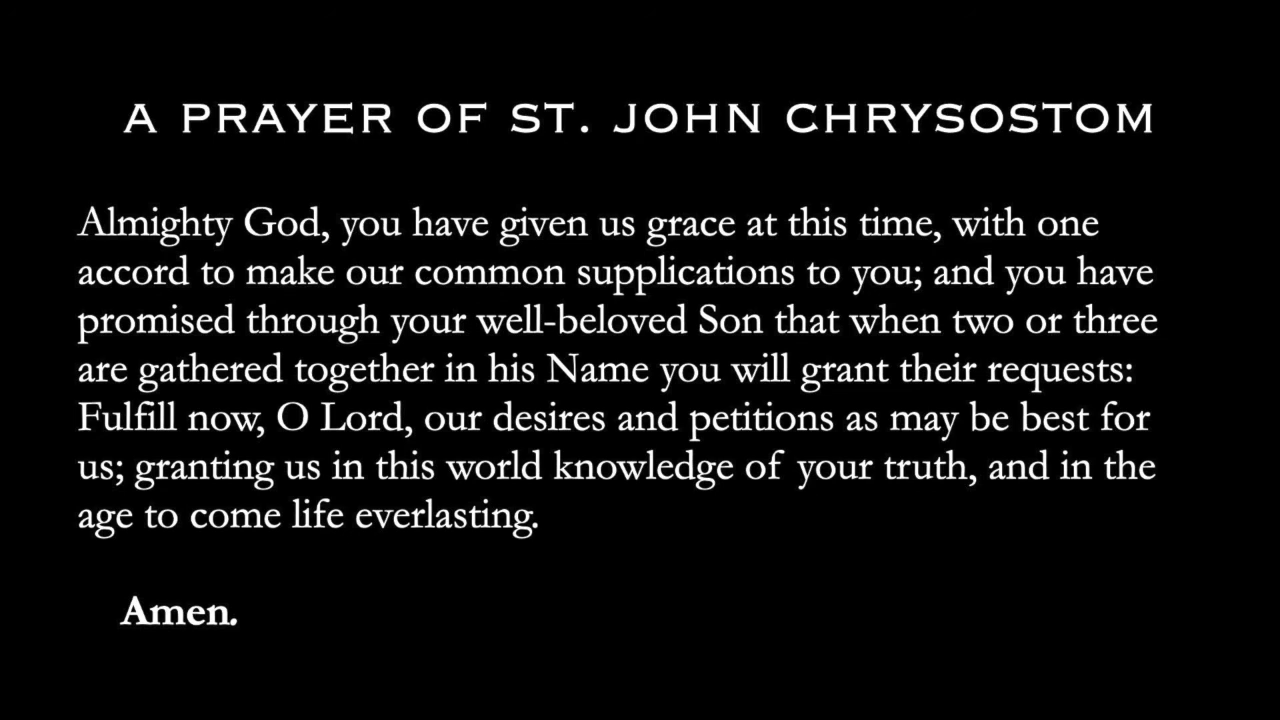 A PRAYER OF ST. JOHN CHRYSOSTOM
Almighty God, you have given us grace at this time, with one
accord to make our common supplications to you; and you have
promised through your well-beloved Son that when two or three
are gathered together in his Name you will grant their requests:
Fulfill now, O Lord, our desires and petitions as may be best for
us; granting us in this world knowledge of your truth, and in the
age to come life everlasting.
Amen.